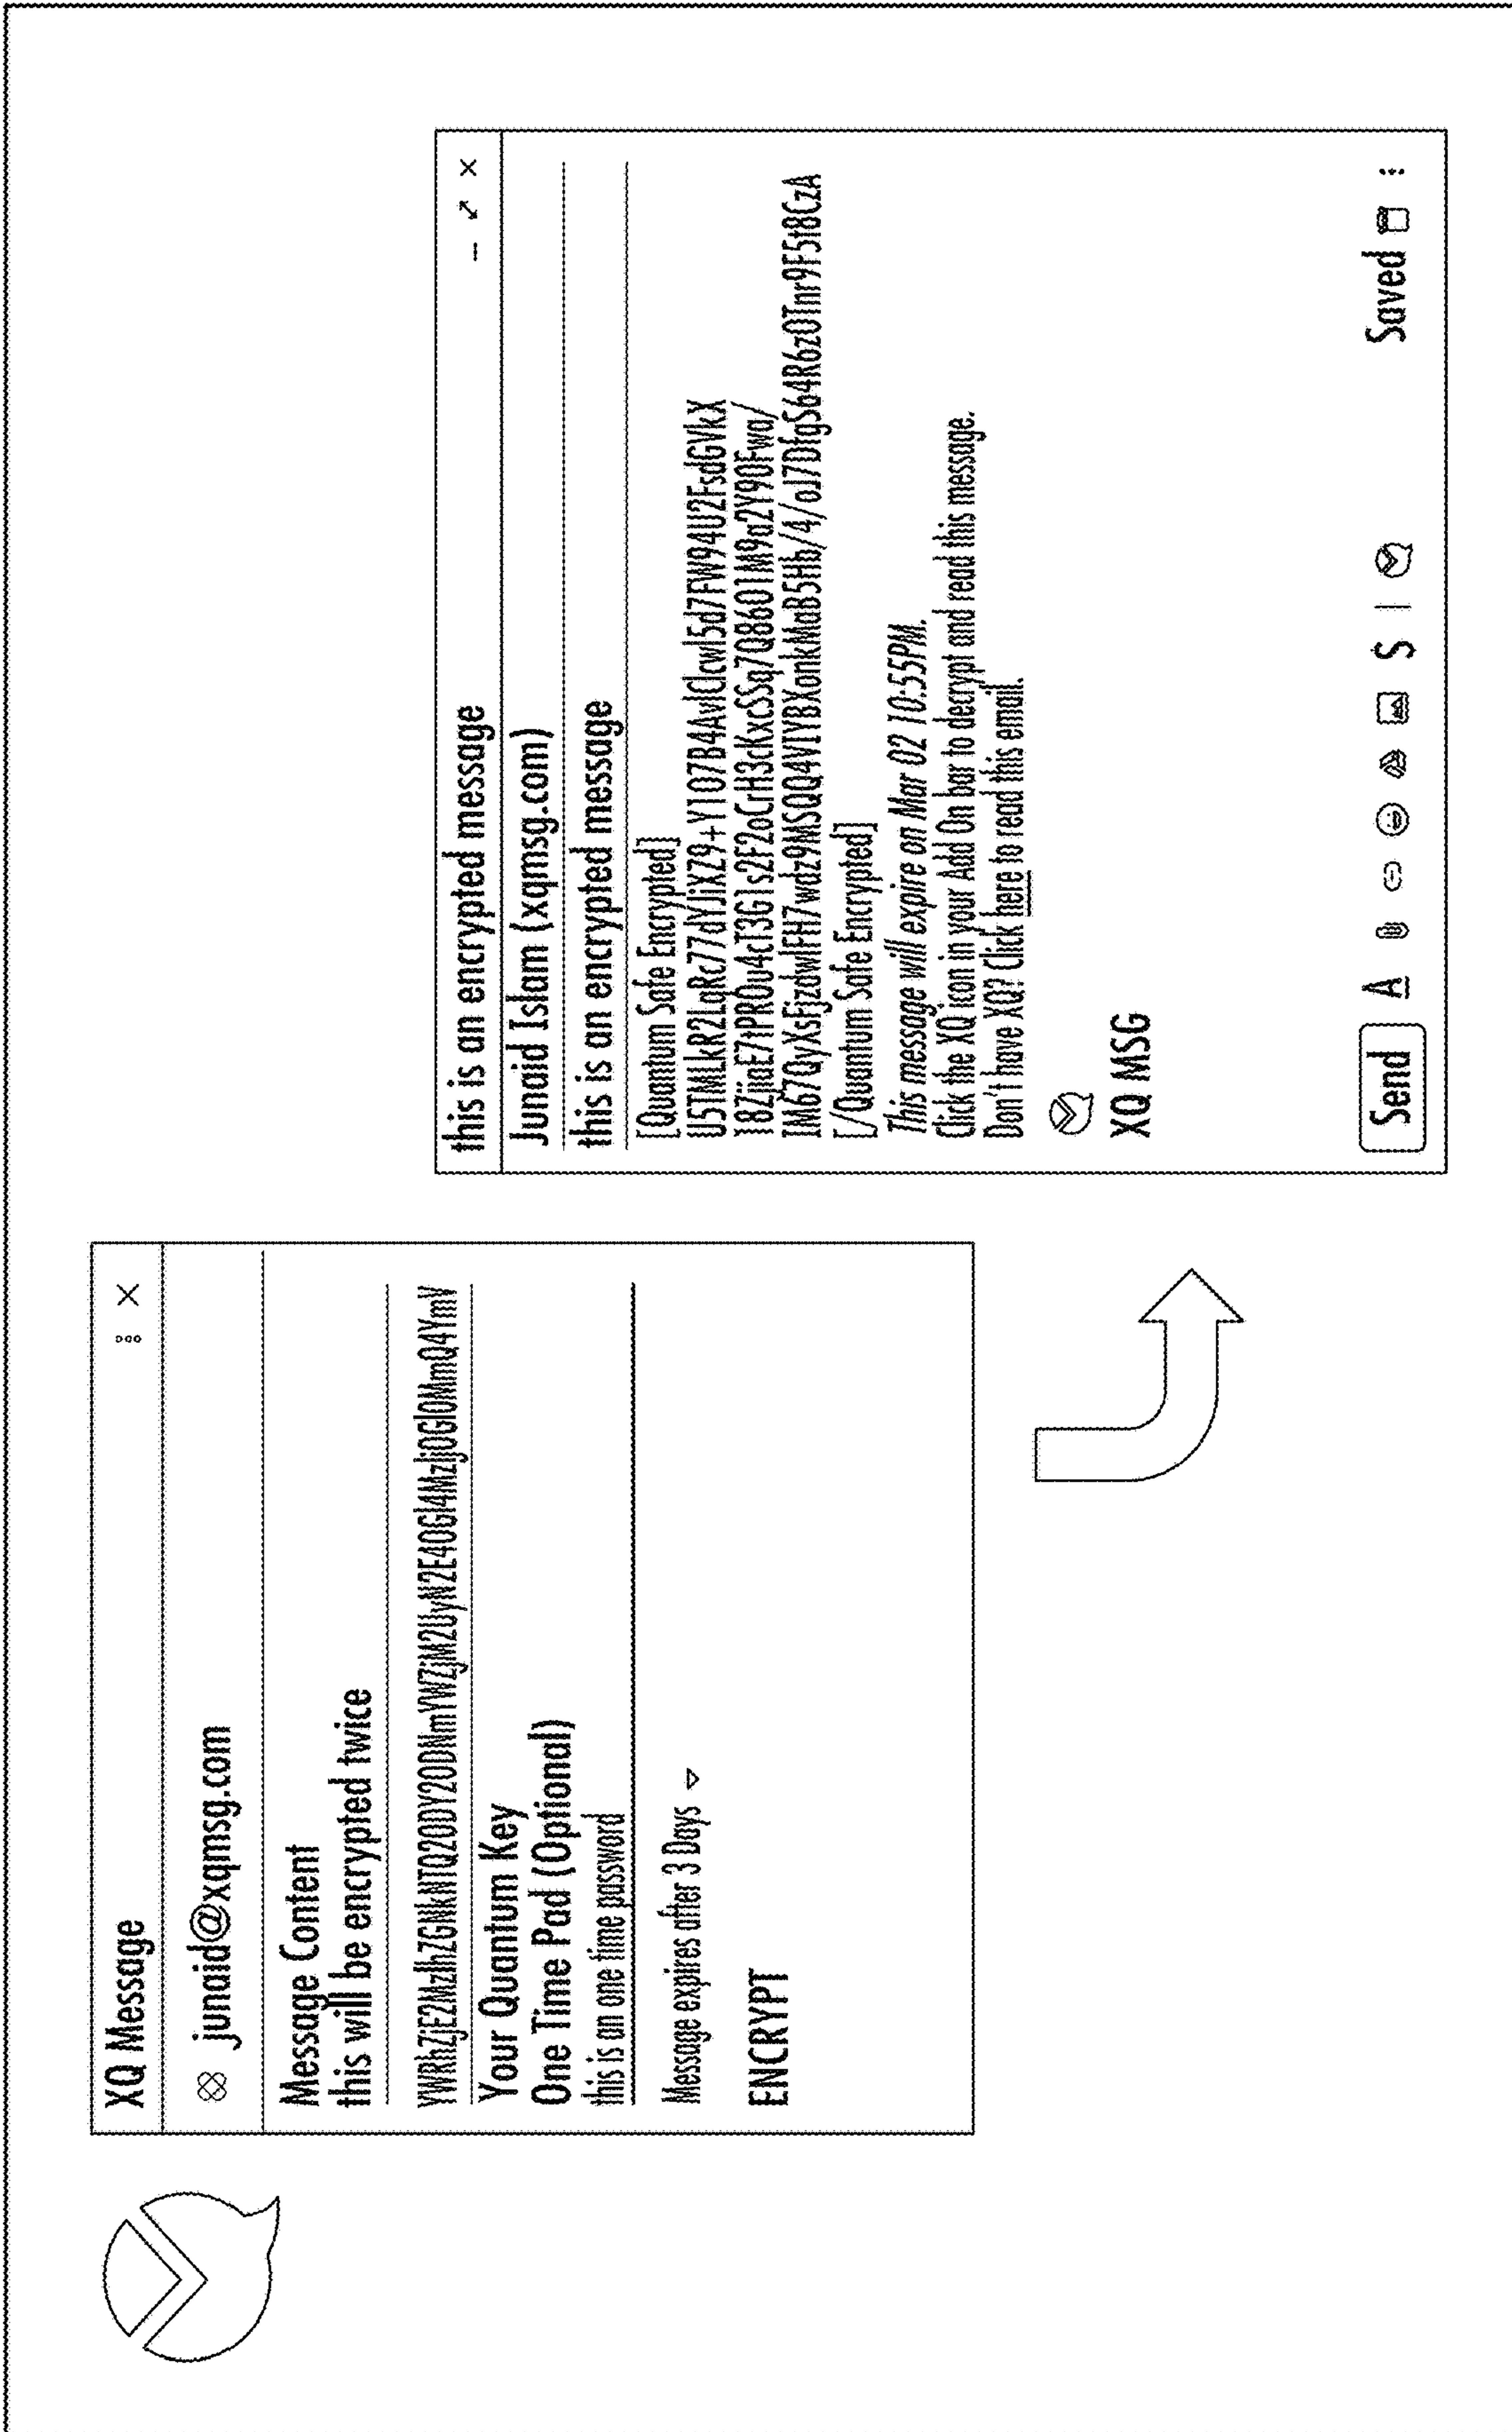 XQ Message
junaid@xqmsg.com
Message Content
this will be encrypted twice
Your Quantum Key
One Time Pad (Optional)
this is an one time password
Message expires after 3 Days
ENCRYPT
this is an encrypted message
Junaid Islam (xqmsg.com)
this is an encrypted message
[Quantum Safe Encrypted]
[/Quantum Safe Encrypted]
This message will expire on Mar 02 10:55PM.
Click the XQ icon in your Add On bar to decrypt and read this message.
Don't have XQ? Click here to read this email.
XQ MSG
Send A $ Saved